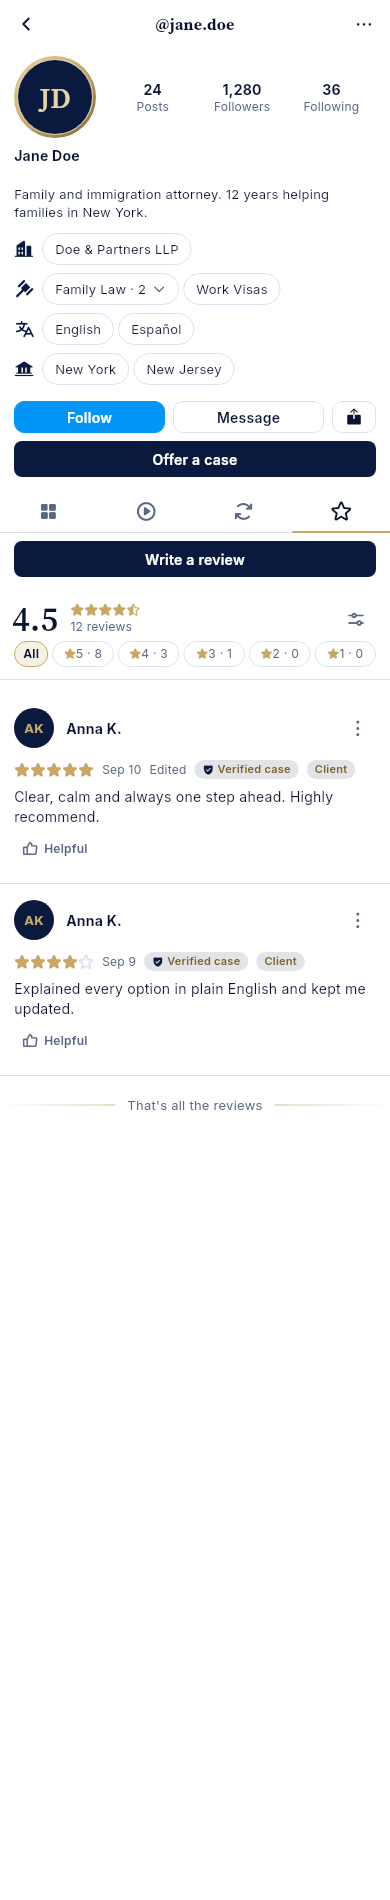 @jane.doe
JD
24
1,280
36
Posts
Followers
Following
Jane Doe
Family and immigration attorney. 12 years helping
families in New York.
Doe & Partners LLP
Family Law · 2
Work Visas
English
Español
New York
New Jersey
Follow
Message
Offer a case
Write a review
4.5
12 reviews
All
5 · 8
4 · 3
3 · 1
2 · 0
1 · 0
AK
Anna K.
Sep 10 Edited Verified case Client
Clear, calm and always one step ahead. Highly
recommend.
Helpful
AK
Anna K.
Sep 9 Verified case Client
Explained every option in plain English and kept me
updated.
Helpful
That's all the reviews